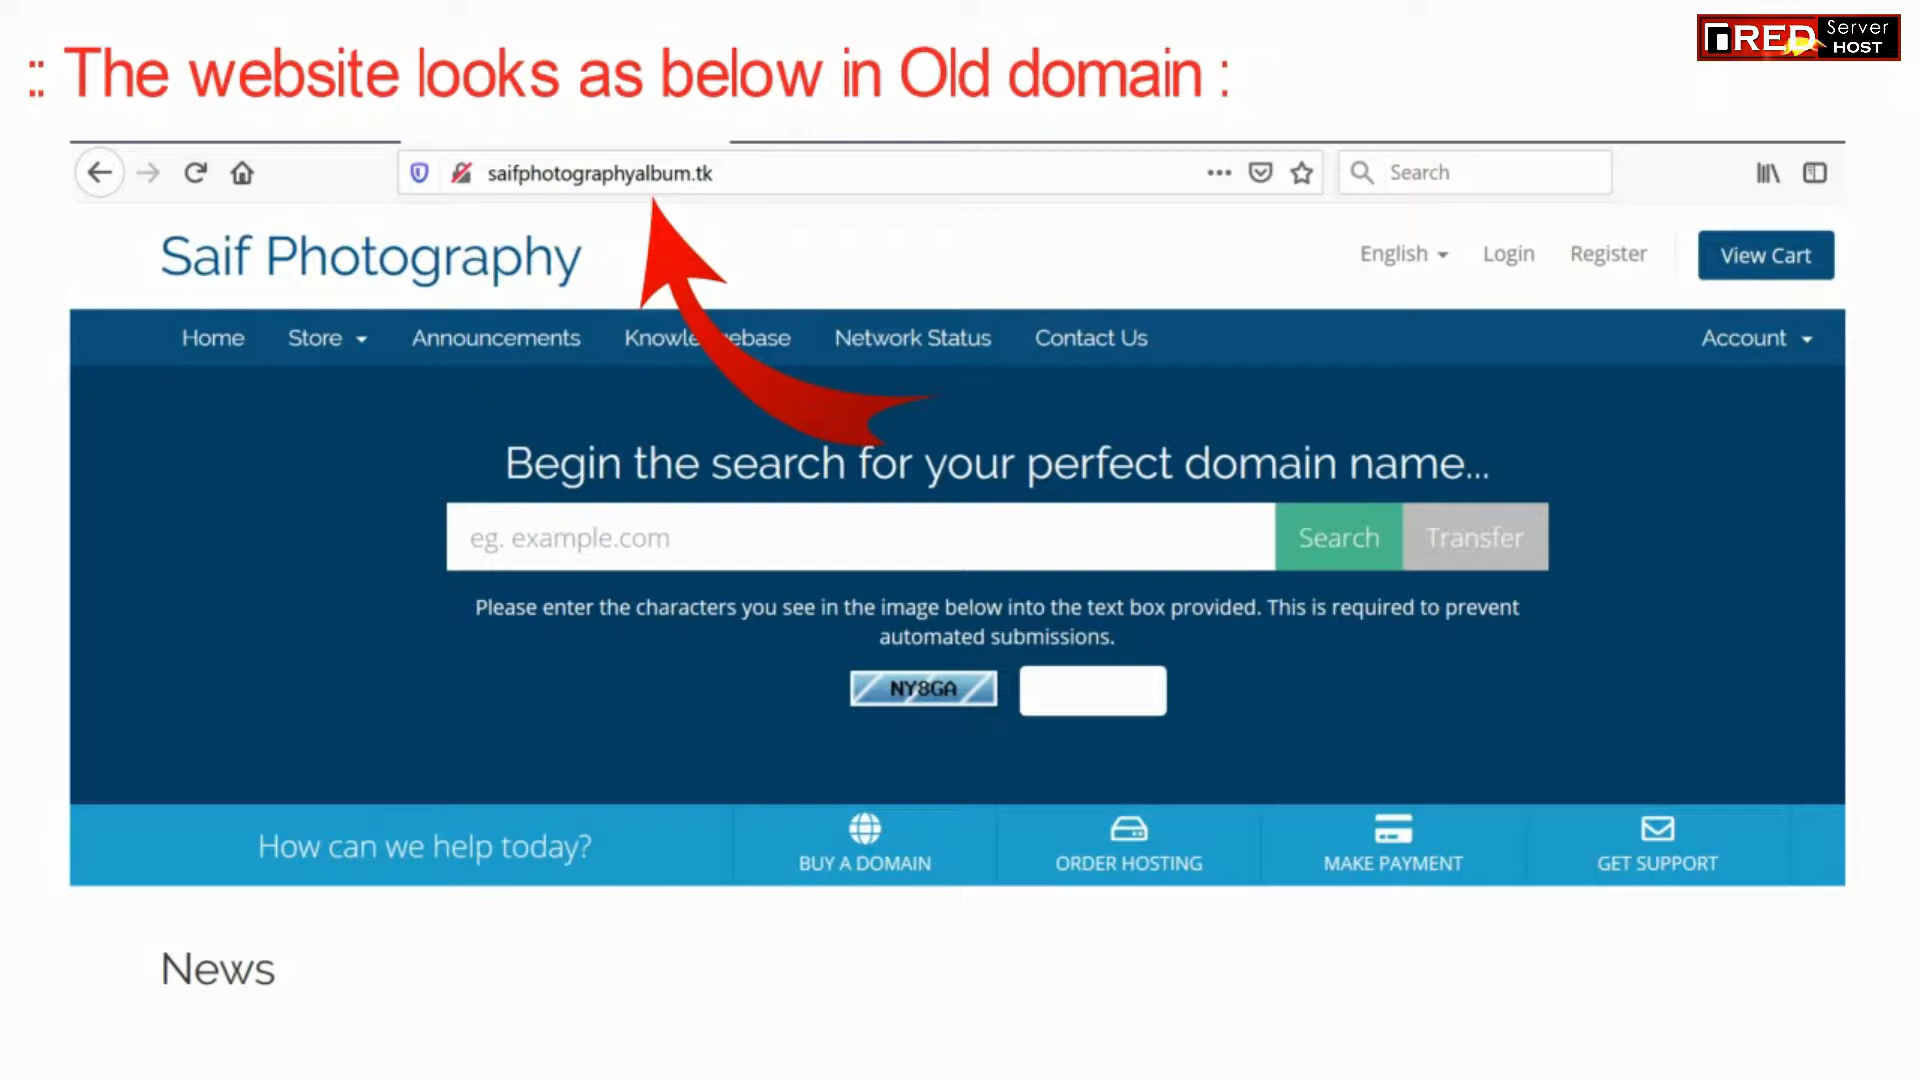 :: The website looks as below in Old domain :
RED Server HOST
saifphotographyalbum.tk
Search
Saif Photography
English
Login
Register
View Cart
Home
Store
Announcements
Network Status
Contact Us
Account
Begin the search for your perfect domain name...
eg. example.com
Search
Transfer
Please enter the characters you see in the image below into the text box provided. This is required to prevent
automated submissions.
NY8GA
How can we help today?
BUY A DOMAIN
ORDER HOSTING
MAKE PAYMENT
GET SUPPORT
News